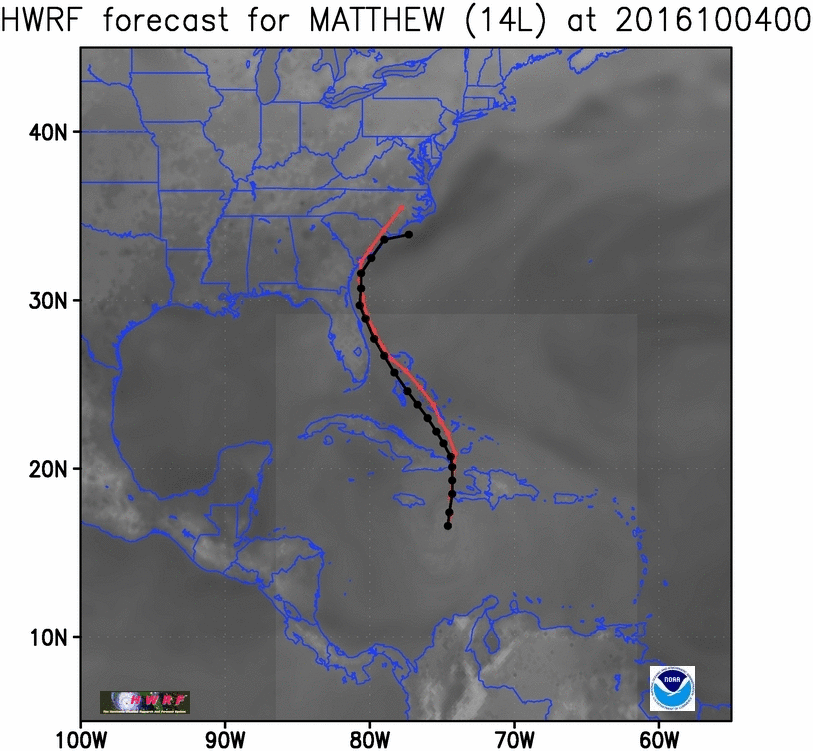 HWRF forecast for MATTHEW (14L) at 2016100400
40N
30N
20N
10N
HWRF
NOAA
100W 90W 80W 70W 60W